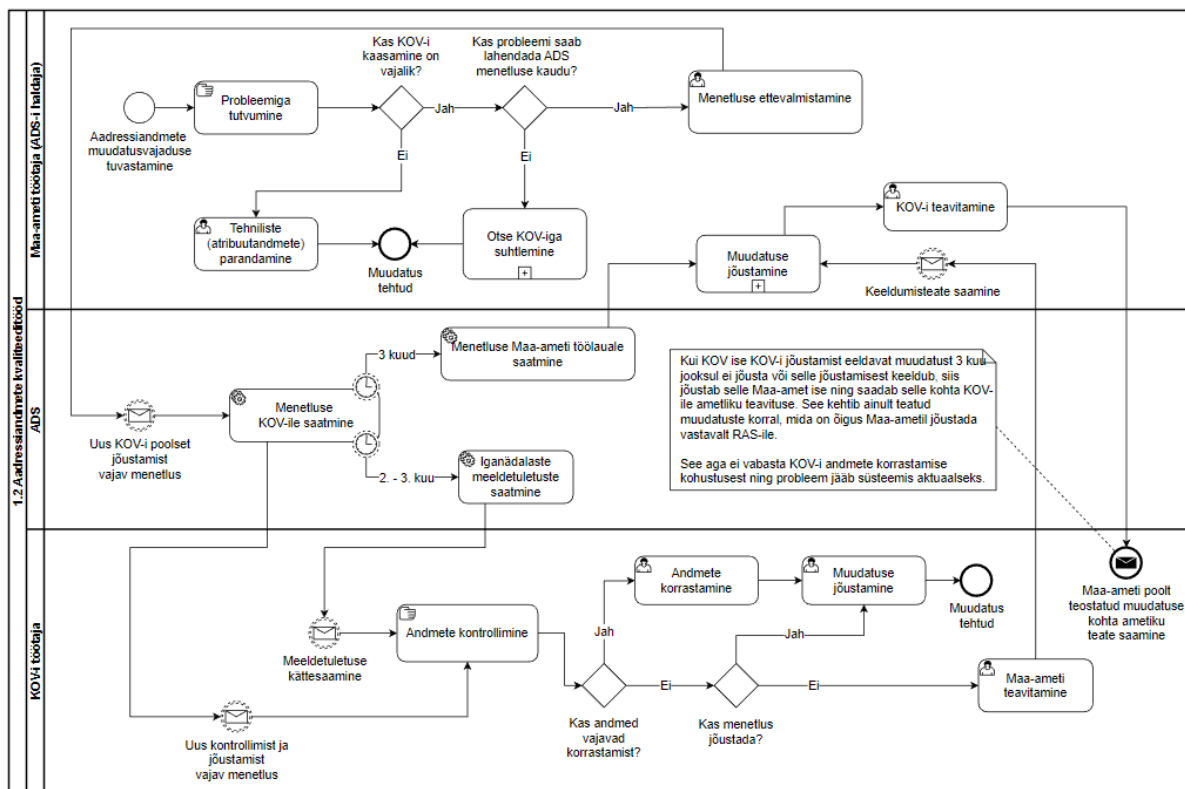 1.2 Aadressiandmete kvaliteeditööd
Maa-ameti töötaja (ADS-i haldaja)
Aadressiandmete
muudatusvajaduse
tuvastamine
Probleemiga
tutvumine
Kas KOV-i
kaasamine on
vajalik?
Jah
Ei
Kas probleemi saab
lahendada ADS
menetluse kaudu?
Jah
Ei
Menetluse ettevalmistamine
Tehniliste
(atribuutandmete)
parandamine
Muudatus
tehtud
Otse KOV-iga
suhtlemine
Muudatuse
jõustamine
KOV-i teavitamine
Keeldumisteate saamine
ADS
Uus KOV-i poolset
jõustamist
vajav menetlus
Menetluse
KOV-ile saatmine
3 kuud
Menetluse Maa-ameti töölauale
saatmine
2. - 3. kuu
Iganädalaste
meeldetuletuste
saatmine
Kui KOV ise KOV-i jõustamist eeldavat muudatust 3 kuu
jooksul ei jõusta või selle jõustamisest keeldub, siis
jõustab selle Maa-amet ise ning saadab selle kohta KOV-
ile ametliku teavituse. See kehtib ainult teatud
muudatuste korral, mida on õigus Maa-ametil jõustada
vastavalt RAS-ile.
See aga ei vabasta KOV-i andmete korrastamise
kohustusest ning probleem jääb süsteemis aktuaalseks.
KOV-i töötaja
Meeldetuletuse
kättesaamine
Uus kontrollimist ja
jõustamist
vajav menetlus
Andmete kontrollimine
Kas andmed
vajavad
korrastamist?
Jah
Ei
Andmete
korrastamine
Kas menetlus
jõustada?
Jah
Ei
Muudatuse
jõustamine
Muudatus
tehtud
Maa-ameti
teavitamine
Maa-ameti poolt
teostatud muudatuse
kohta ametiku
teate saamine